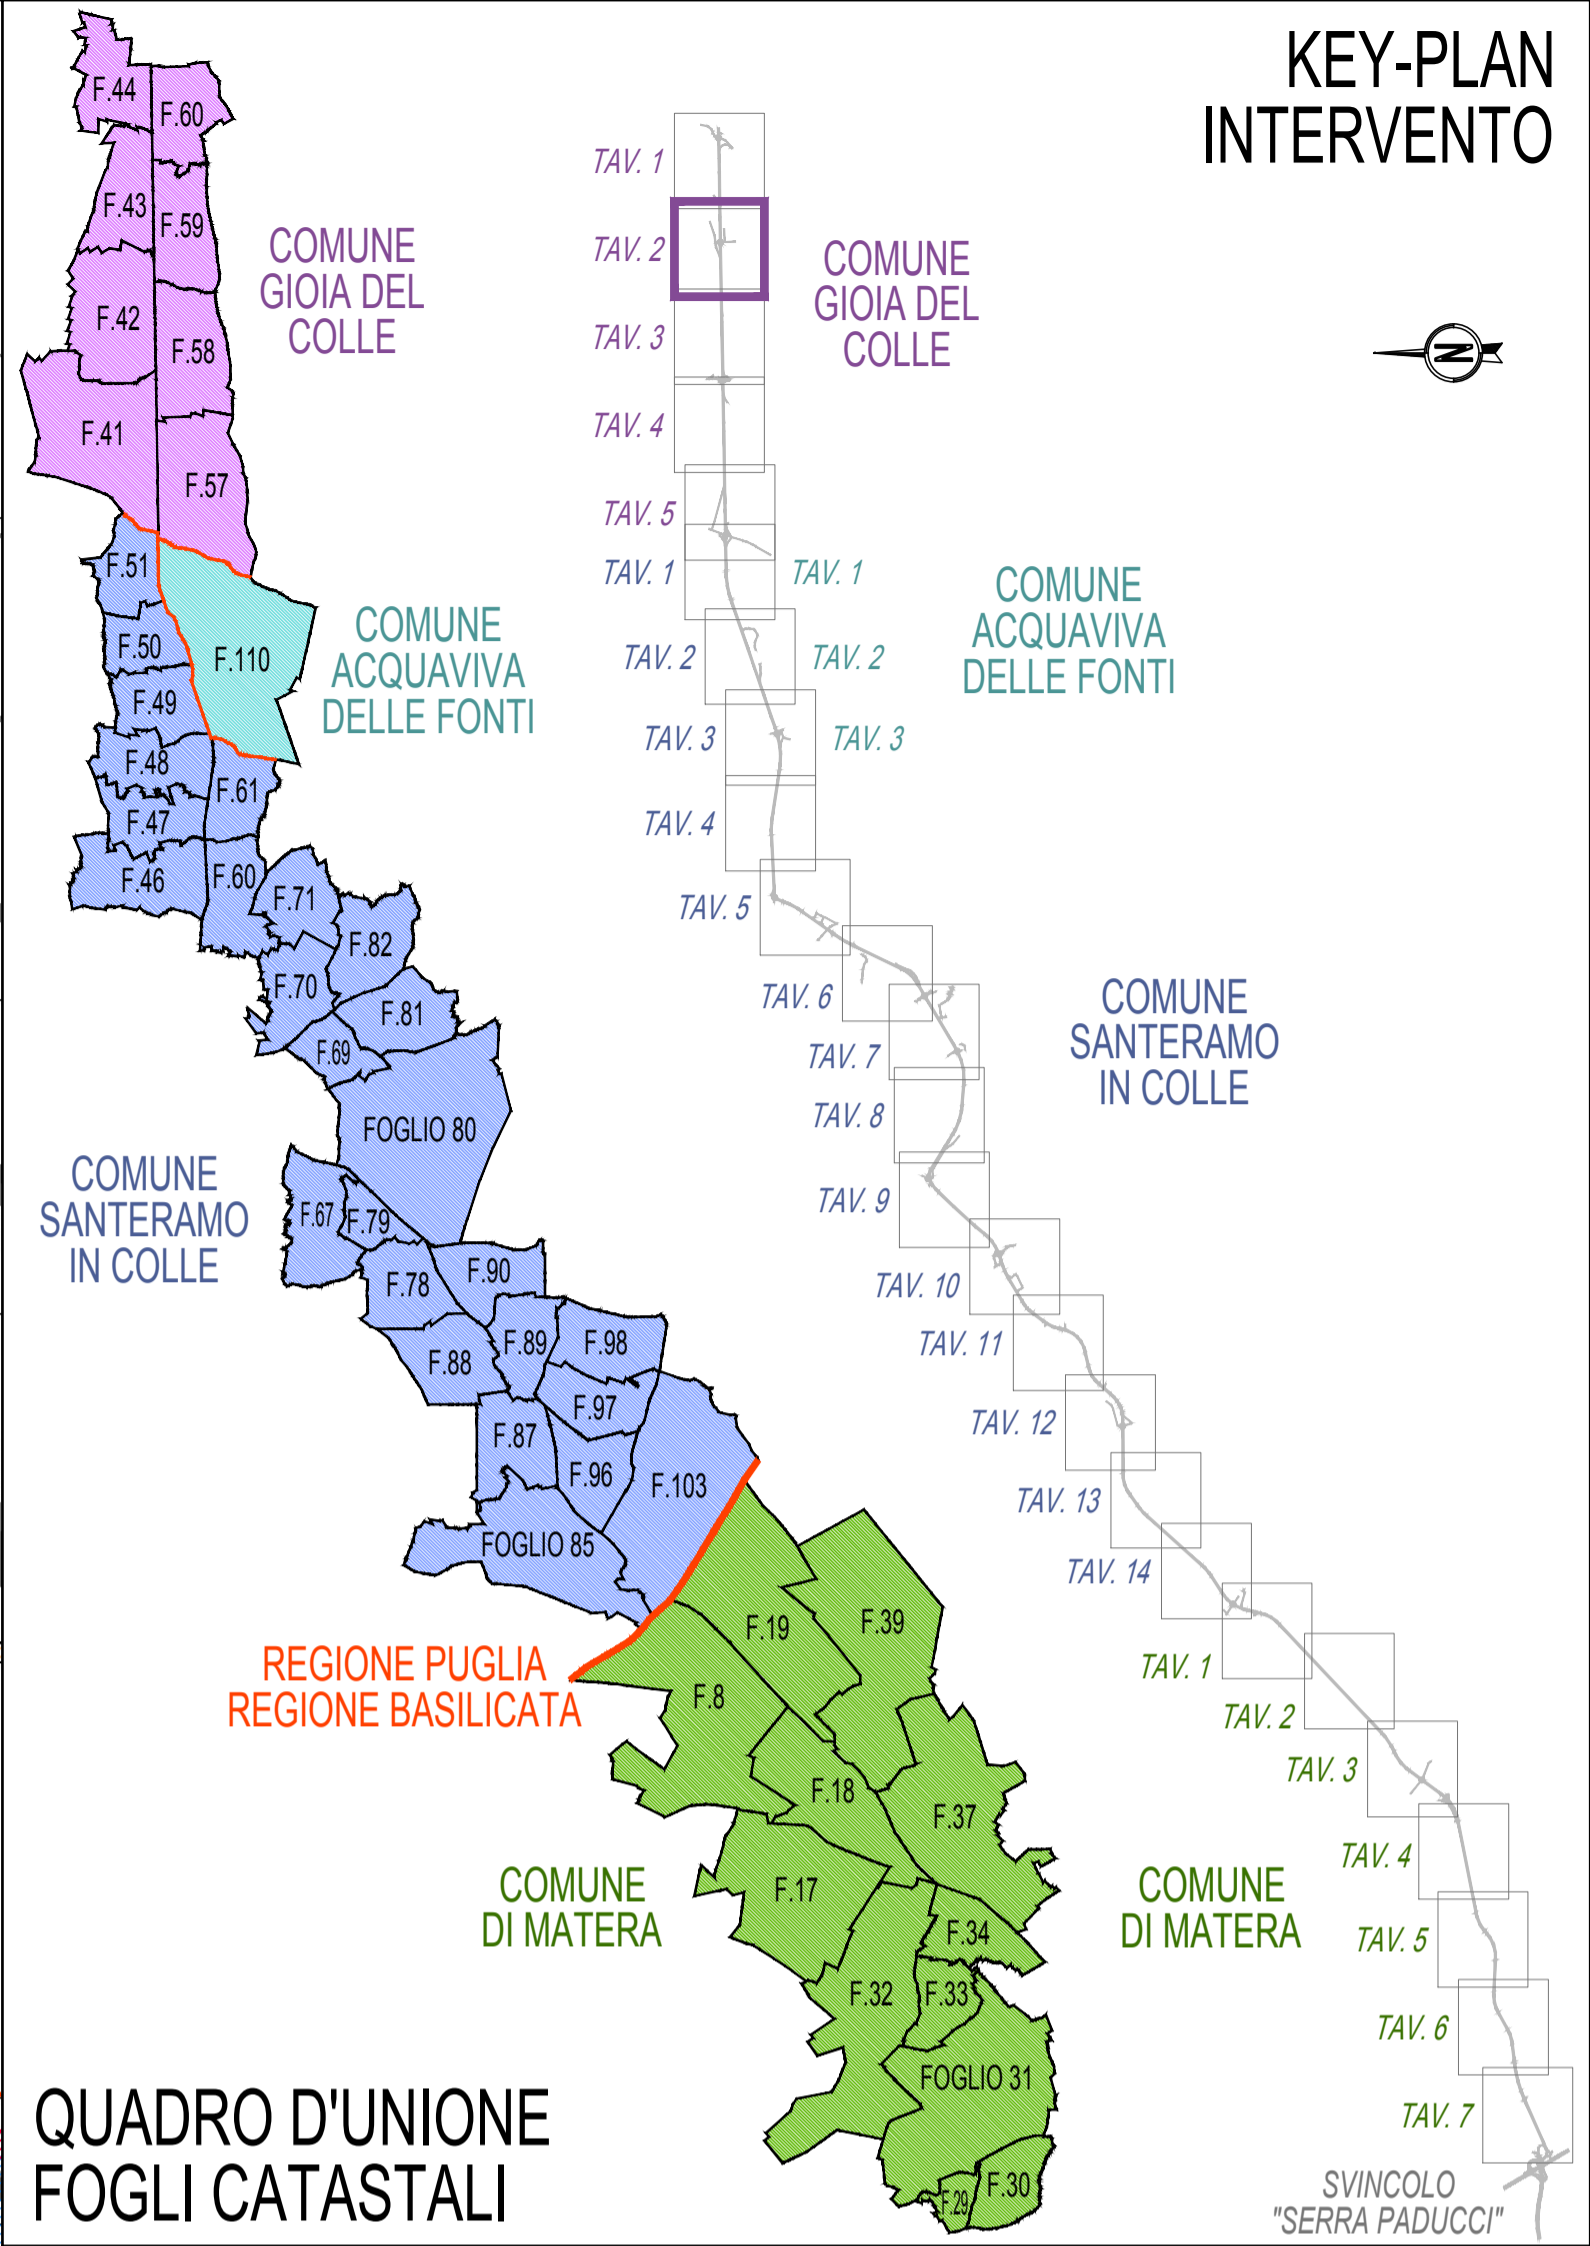 KEY-PLAN
INTERVENTO
F.44
F.60
F.43
F.59
F.42
F.58
F.41
F.57
COMUNE
GIOIA DEL
COLLE
F.51
F.50
F.110
F.49
F.48
F.61
F.47
F.46
F.60
F.71
F.82
F.70
F.81
F.69
FOGLIO 80
COMUNE
ACQUAVIVA
DELLE FONTI
COMUNE
SANTERAMO
IN COLLE
F.67
F.79
F.78
F.90
F.89
F.98
F.88
F.97
F.87
F.96
F.103
FOGLIO 85
REGIONE PUGLIA
REGIONE BASILICATA
F.19
F.39
F.8
F.18
F.37
F.17
F.34
F.32
F.33
FOGLIO 31
F.30
F.29
COMUNE
DI MATERA
TAV. 1
TAV. 2
TAV. 3
TAV. 4
TAV. 5
COMUNE
GIOIA DEL
COLLE
N
TAV. 1
TAV. 1
TAV. 2
TAV. 2
TAV. 3
TAV. 3
COMUNE
ACQUAVIVA
DELLE FONTI
TAV. 4
TAV. 5
TAV. 6
TAV. 7
TAV. 8
TAV. 9
TAV. 10
TAV. 11
TAV. 12
TAV. 13
TAV. 14
COMUNE
SANTERAMO
IN COLLE
TAV. 1
TAV. 2
TAV. 3
TAV. 4
TAV. 5
TAV. 6
TAV. 7
COMUNE
DI MATERA
SVINCOLO
"SERRA PADUCCI"
QUADRO D'UNIONE
FOGLI CATASTALI